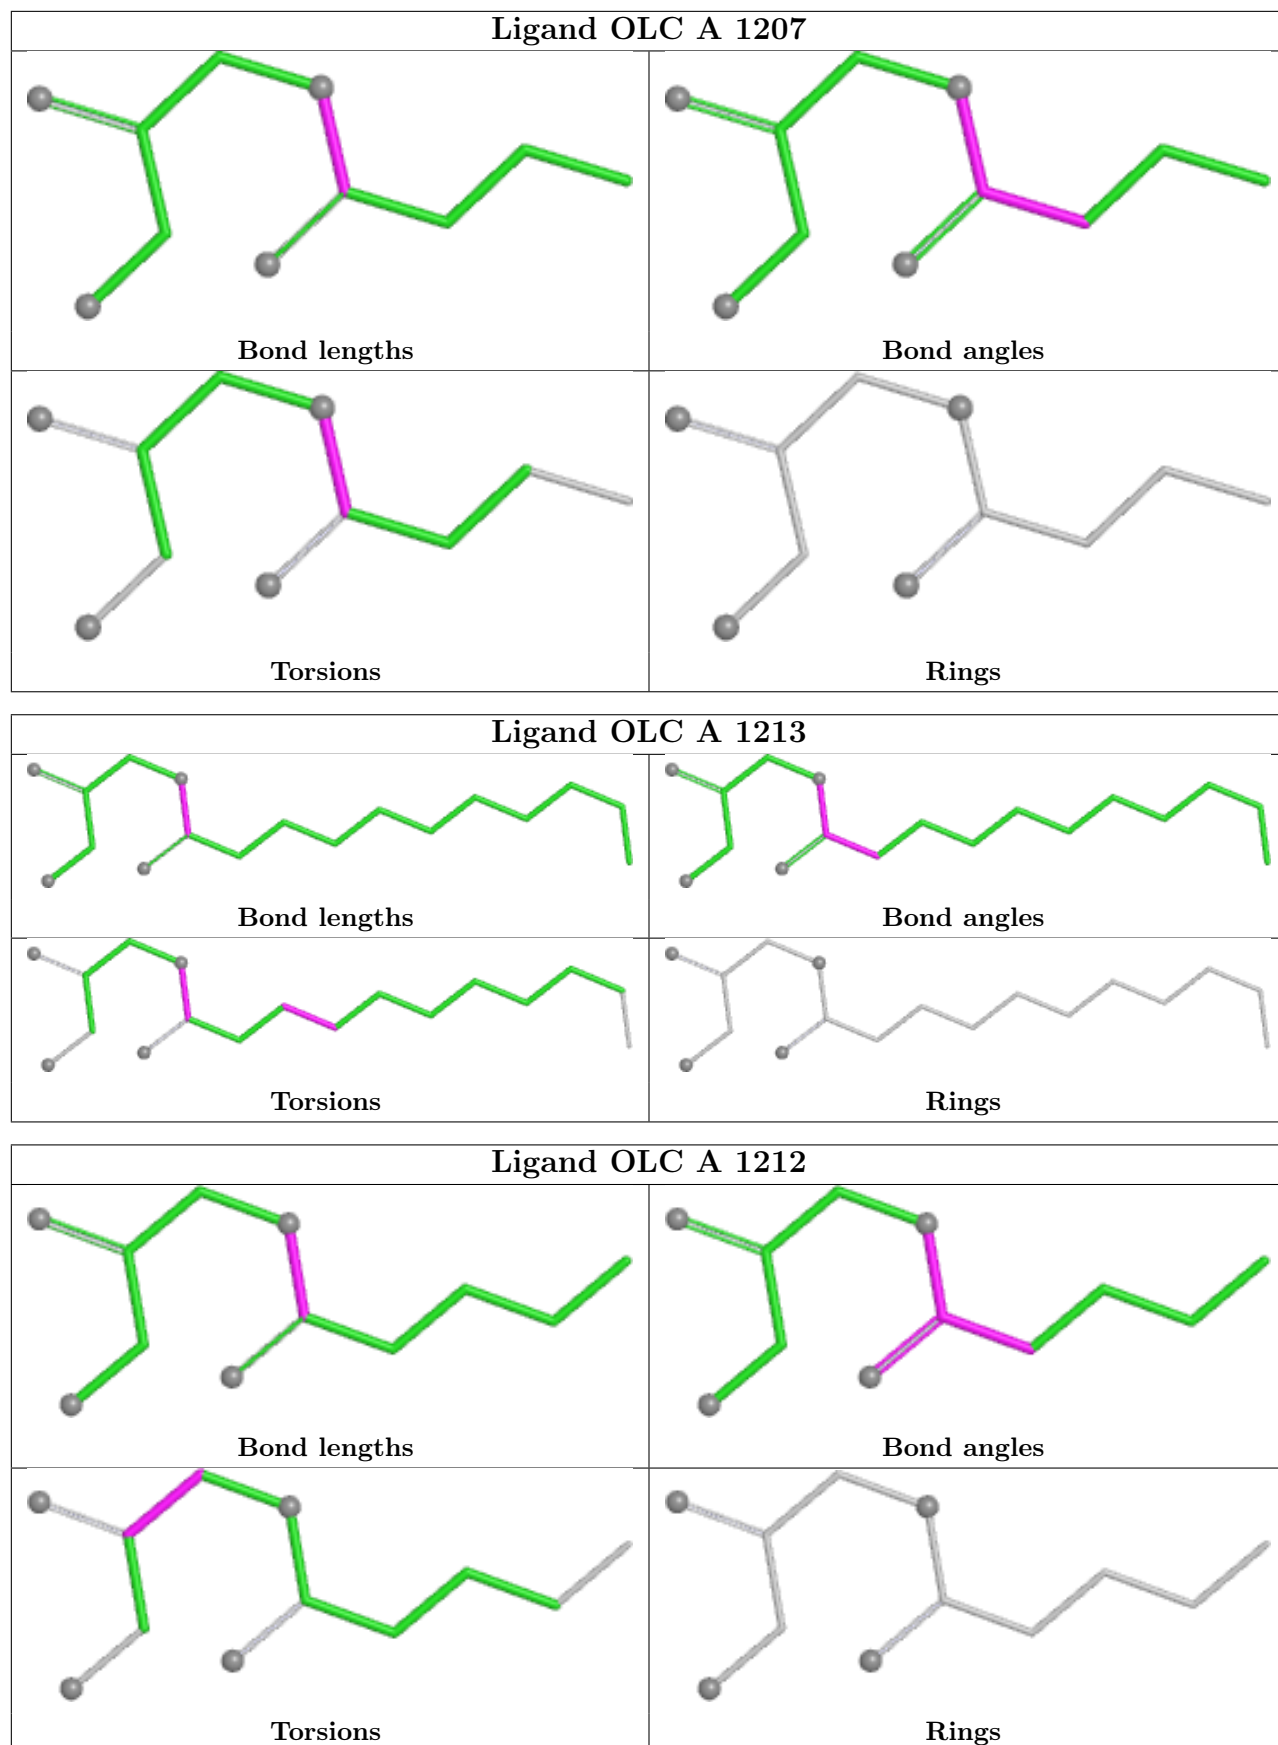 Ligand OLC A 1207
Bond lengths
Bond angles
Torsions
Rings
Ligand OLC A 1213
Bond lengths
Bond angles
Torsions
Rings
Ligand OLC A 1212
Bond lengths
Bond angles
Torsions
Rings